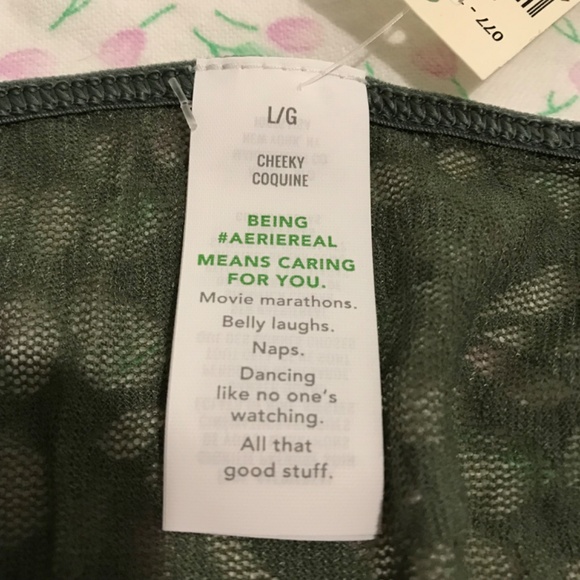 077 -
L/G
CHEEKY
COQUINE
BEING
#AERIEREAL
MEANS CARING
FOR YOU.
Movie marathons.
Belly laughs.
Naps.
Dancing
like no one's
watching.
All that
good stuff.